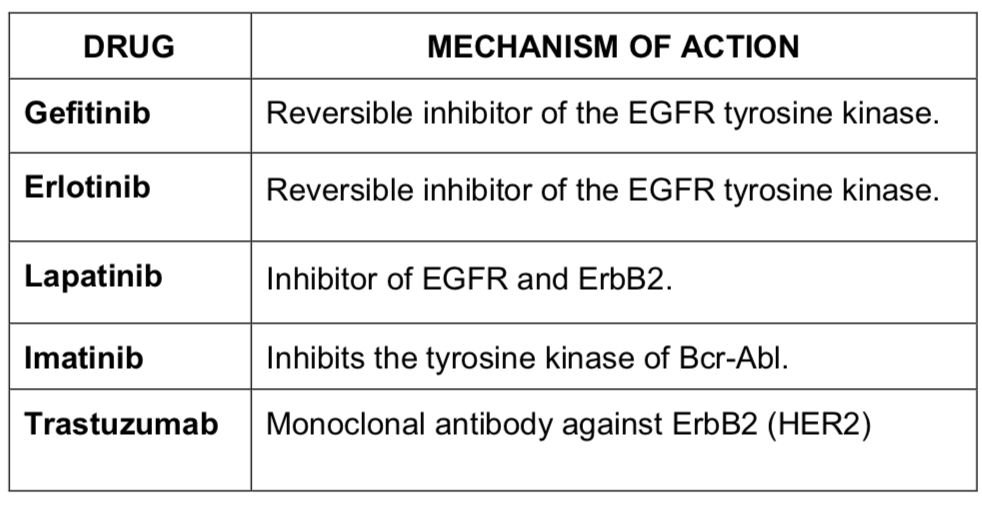 DRUG MECHANISM OF ACTION
Gefitinib Reversible inhibitor of the EGFR tyrosine kinase.
Erlotinib Reversible inhibitor of the EGFR tyrosine kinase.
Lapatinib Inhibitor of EGFR and ErbB2.
Imatinib Inhibits the tyrosine kinase of Bcr-Abl.
Trastuzumab Monoclonal antibody against ErbB2 (HER2)